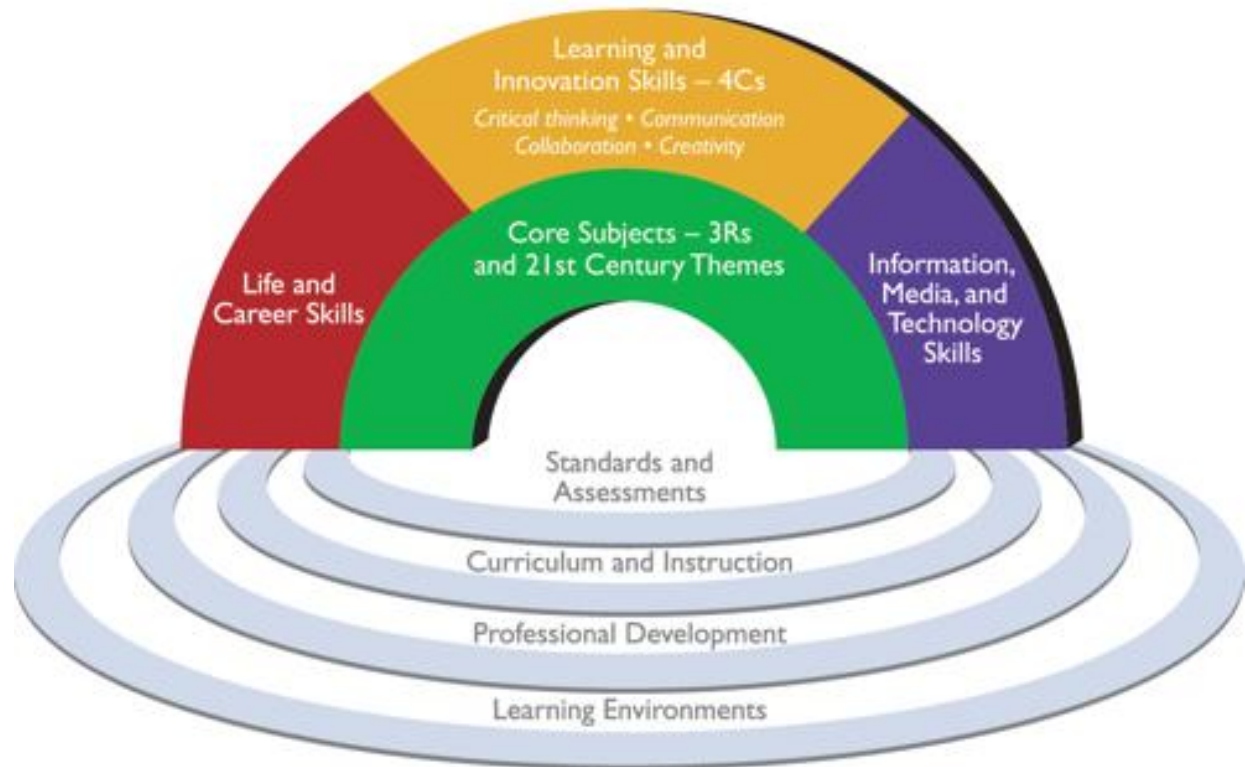 Learning and
Innovation Skills – 4Cs
Critical thinking • Communication
Collaboration • Creativity
Core Subjects – 3Rs
and 21st Century Themes
Life and
Career Skills
Information,
Media, and
Technology
Skills
Standards and
Assessments
Curriculum and Instruction
Professional Development
Learning Environments